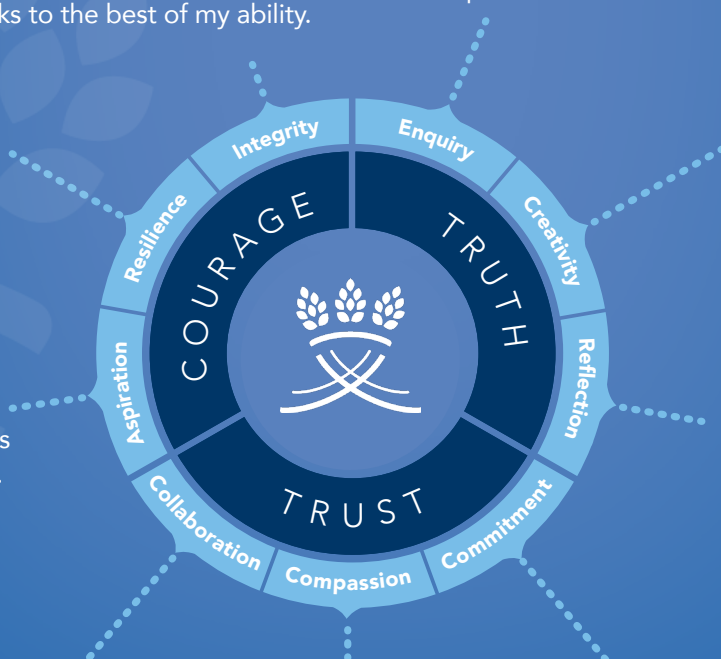 ks to the best of my ability.
Integrity
Enquiry
Resilience
Creativity
COURAGE
TRUTH
Aspiration
Reflection
s
TRUST
Collaboration
Commitment
Compassion